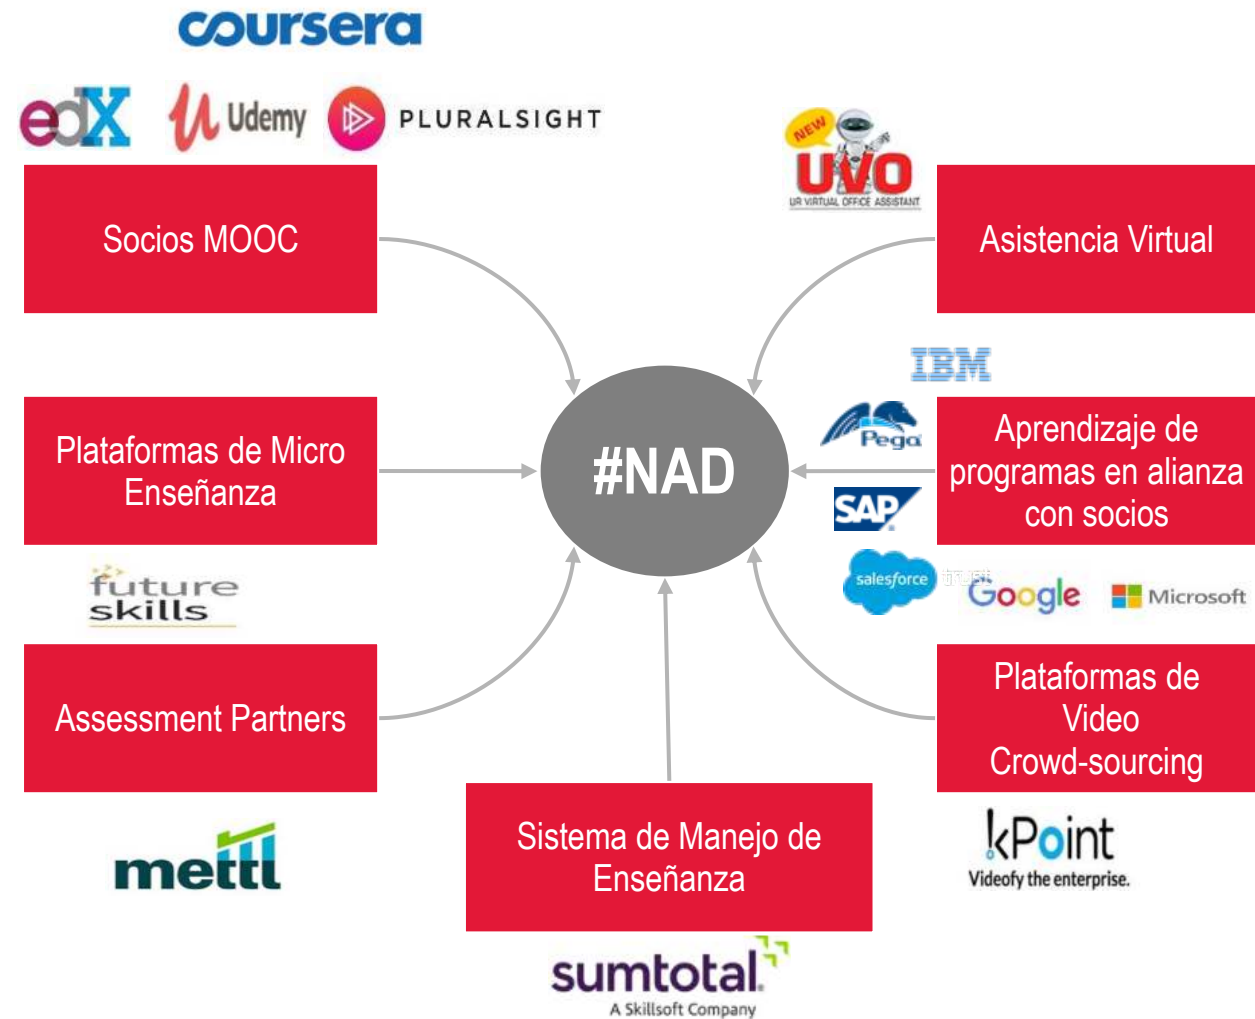 coursera
edX
Udemy
PLURALSIGHT
Socios MOOC
NEW
UVO
UR VIRTUAL OFFICE ASSISTANT
Asistencia Virtual
Plataformas de Micro
Enseñanza
#NAD
IBM
Pega
SAP
Aprendizaje de
programas en alianza
con socios
future
skills
salesforce
trust
Google
Microsoft
Assessment Partners
Plataformas de
Video
Crowd-sourcing
mettl
Sistema de Manejo de
Enseñanza
kPoint
Videofy the enterprise.
sumtotal.
A Skillsoft Company